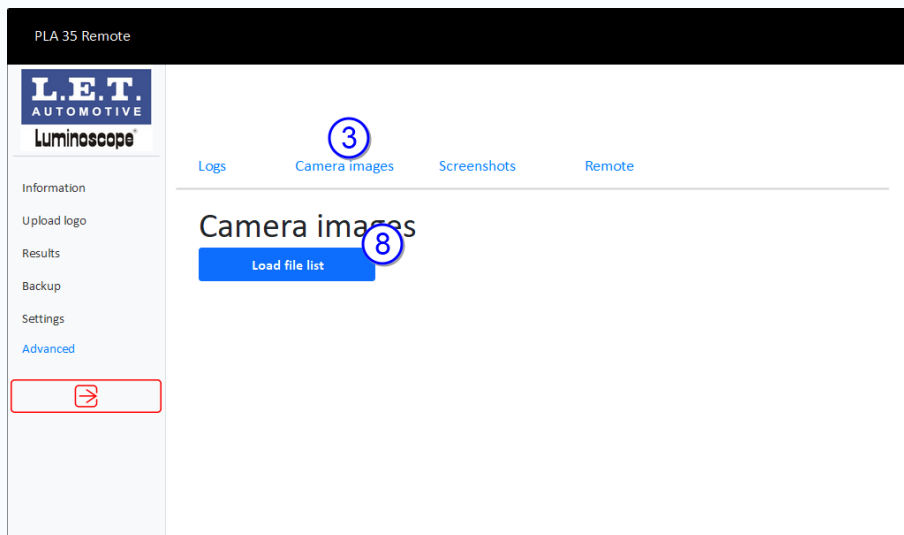 PLA 35 Remote
L.E.T.
AUTOMOTIVE
Luminoscope®
Information
Upload logo
Results
Backup
Settings
Advanced
3
Logs Camera images Screenshots Remote
Camera images
8
Load file list